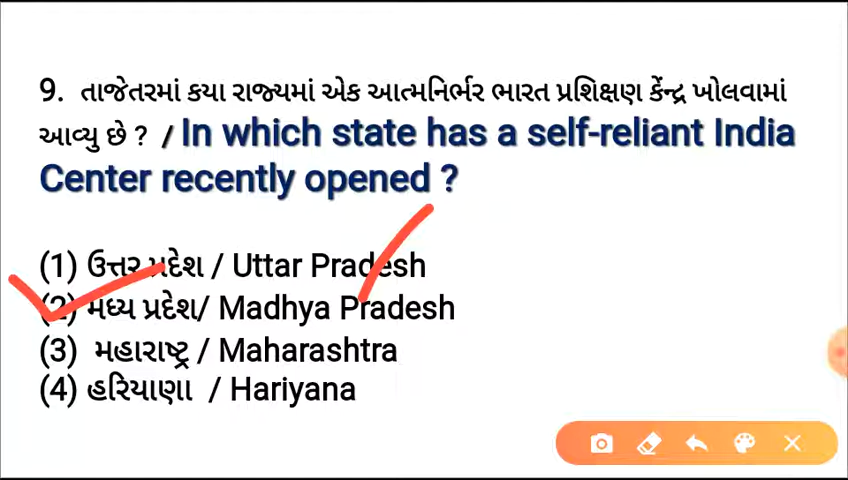 9. તાજેતરમાં કયા રાજ્યમાં એક આત્મનિર્ભર ભારત પ્રશિક્ષણ કેંન્દ્ર ખોલવામાં
આવ્યુ છે ? / In which state has a self-reliant India
Center recently opened ?
(1) ઉત્તર પ્રદેશ / Uttar Pradesh
(2) મધ્ય પ્રદેશ/ Madhya Pradesh
(3) મહારાષ્ટ્ર / Maharashtra
(4) હરિયાણા / Hariyana